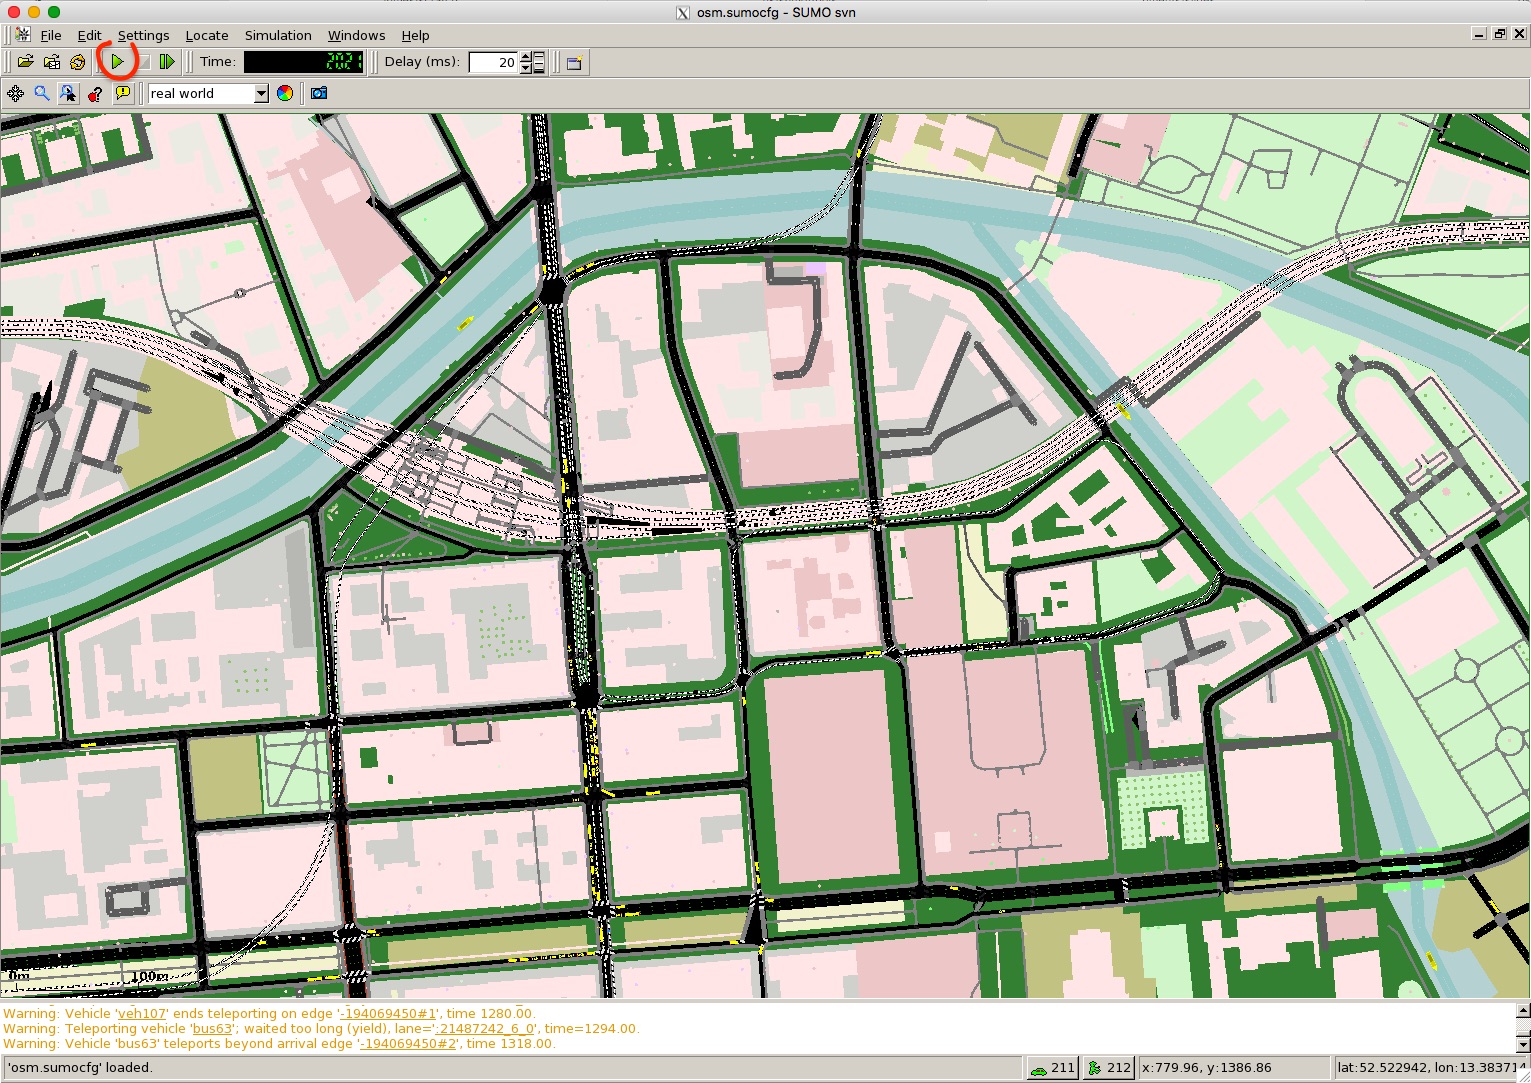 osm.sumocfg - SUMO svn
File Edit Settings Locate Simulation Windows Help
Time: 2021 Delay (ms): 20
real world
0m 100m
Warning: Vehicle 'veh107' ends teleporting on edge '-194069450#1', time 1280.00.
Warning: Teleporting vehicle 'bus63'; waited too long (yield), lane=':21487242_6_0', time=1294.00.
Warning: Vehicle 'bus63' teleports beyond arrival edge '-194069450#2', time 1318.00.
'osm.sumocfg' loaded. 211 212 x:779.96, y:1386.86 lat:52.522942, lon:13.383714